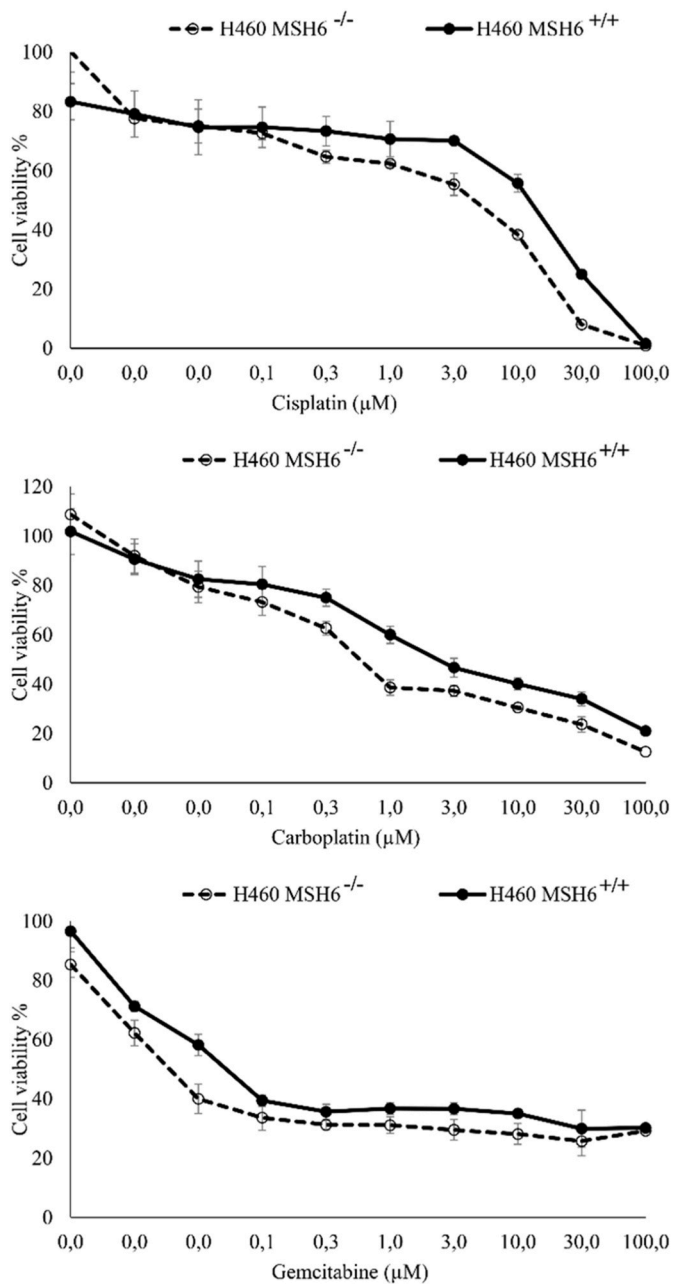 H460 MSH6 -/- H460 MSH6 +/+
100
80
60
40
20
0
Cell viability %
0,0 0,0 0,0 0,1 0,3 1,0 3,0 10,0 30,0 100,0
Cisplatin (µM)
H460 MSH6 -/- H460 MSH6 +/+
120
100
80
60
40
20
0
Cell viability %
0,0 0,0 0,0 0,1 0,3 1,0 3,0 10,0 30,0 100,0
Carboplatin (µM)
H460 MSH6 -/- H460 MSH6 +/+
100
80
60
40
20
0
Cell viability %
0,0 0,0 0,0 0,1 0,3 1,0 3,0 10,0 30,0 100,0
Gemcitabine (µM)